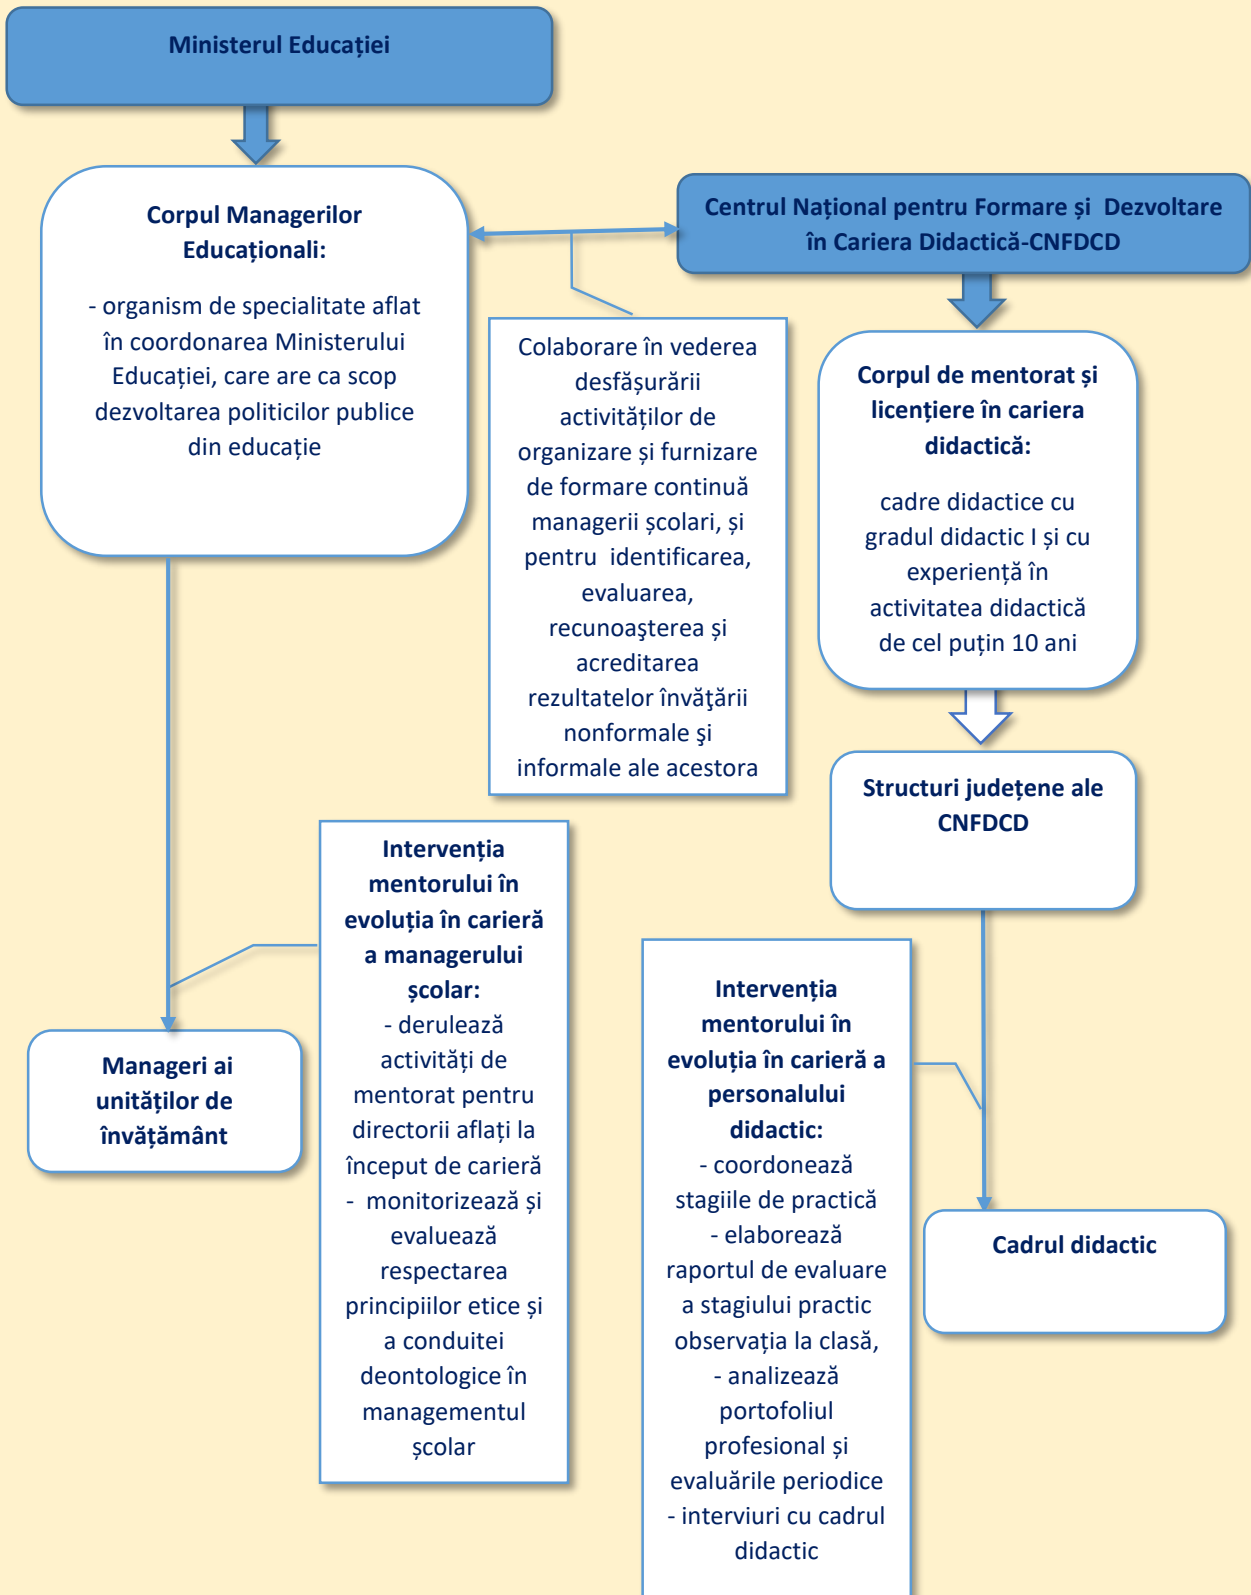 Ministerul Educației
Corpul Managerilor
Educaționali:
- organism de specialitate aflat
în coordonarea Ministerului
Educației, care are ca scop
dezvoltarea politicilor publice
din educație
Centrul Național pentru Formare și Dezvoltare
în Cariera Didactică-CNFDCD
Colaborare în vederea
desfășurării
activităților de
organizare și furnizare
de formare continuă
managerii școlari, și
pentru identificarea,
evaluarea,
recunoaşterea și
acreditarea
rezultatelor învăţării
nonformale şi
informale ale acestora
Corpul de mentorat și
licențiere în cariera
didactică:
cadre didactice cu
gradul didactic I și cu
experiență în
activitatea didactică
de cel puțin 10 ani
Structuri județene ale
CNFDCD
Intervenția
mentorului în
evoluția în carieră
a managerului
școlar:
- derulează
activități de
mentorat pentru
directorii aflați la
început de carieră
- monitorizează și
evaluează
respectarea
principiilor etice și
a conduitei
deontologice în
managementul
școlar
Manageri ai
unităților de
învățământ
Intervenția
mentorului în
evoluția în carieră a
personalului
didactic:
- coordonează
stagiile de practică
- elaborează
raportul de evaluare
a stagiului practic
observația la clasă,
- analizează
portofoliul
profesional și
evaluările periodice
- interviuri cu cadrul
didactic
Cadrul didactic